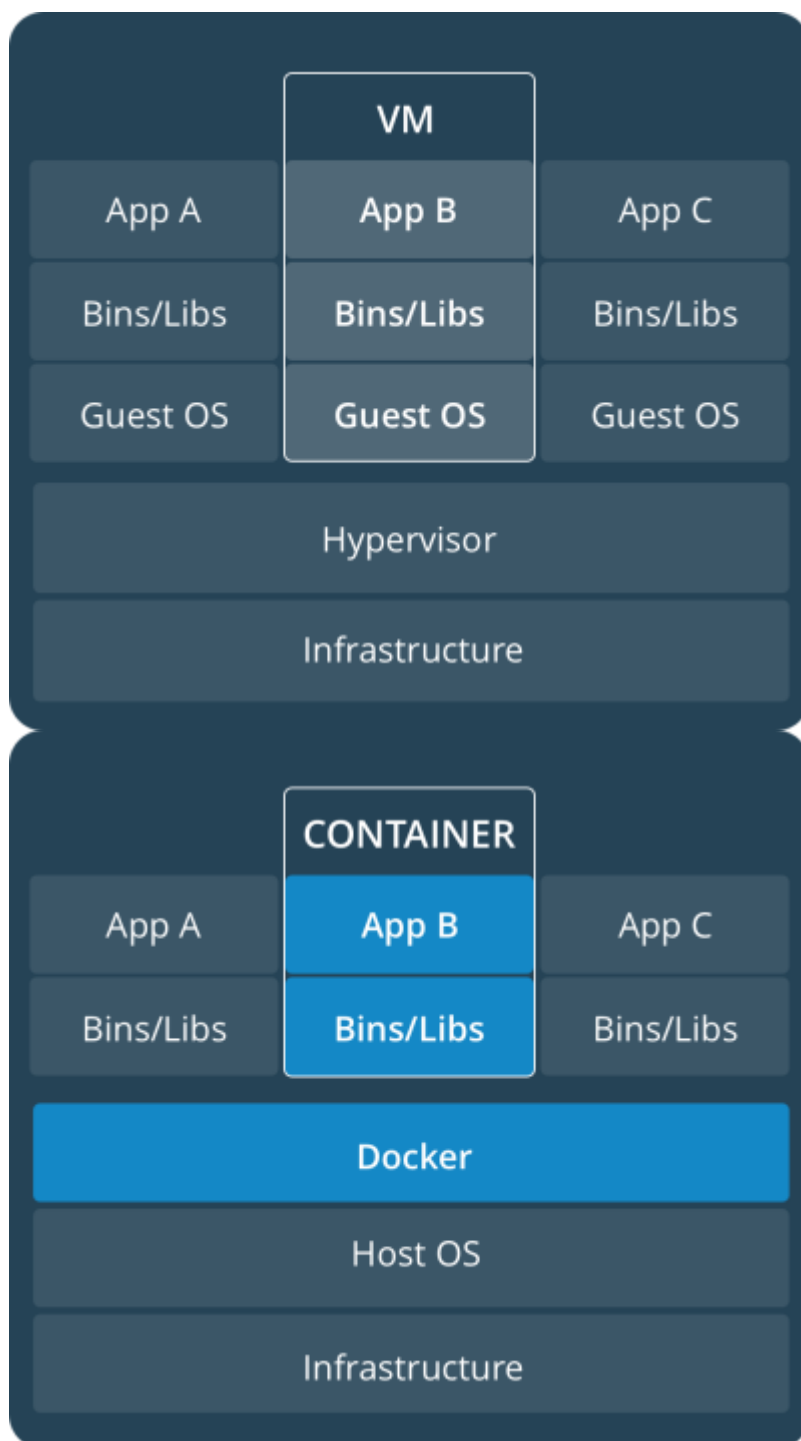 VM
App A App B App C
Bins/Libs Bins/Libs Bins/Libs
Guest OS Guest OS Guest OS
Hypervisor
Infrastructure
CONTAINER
App A App B App C
Bins/Libs Bins/Libs Bins/Libs
Docker
Host OS
Infrastructure